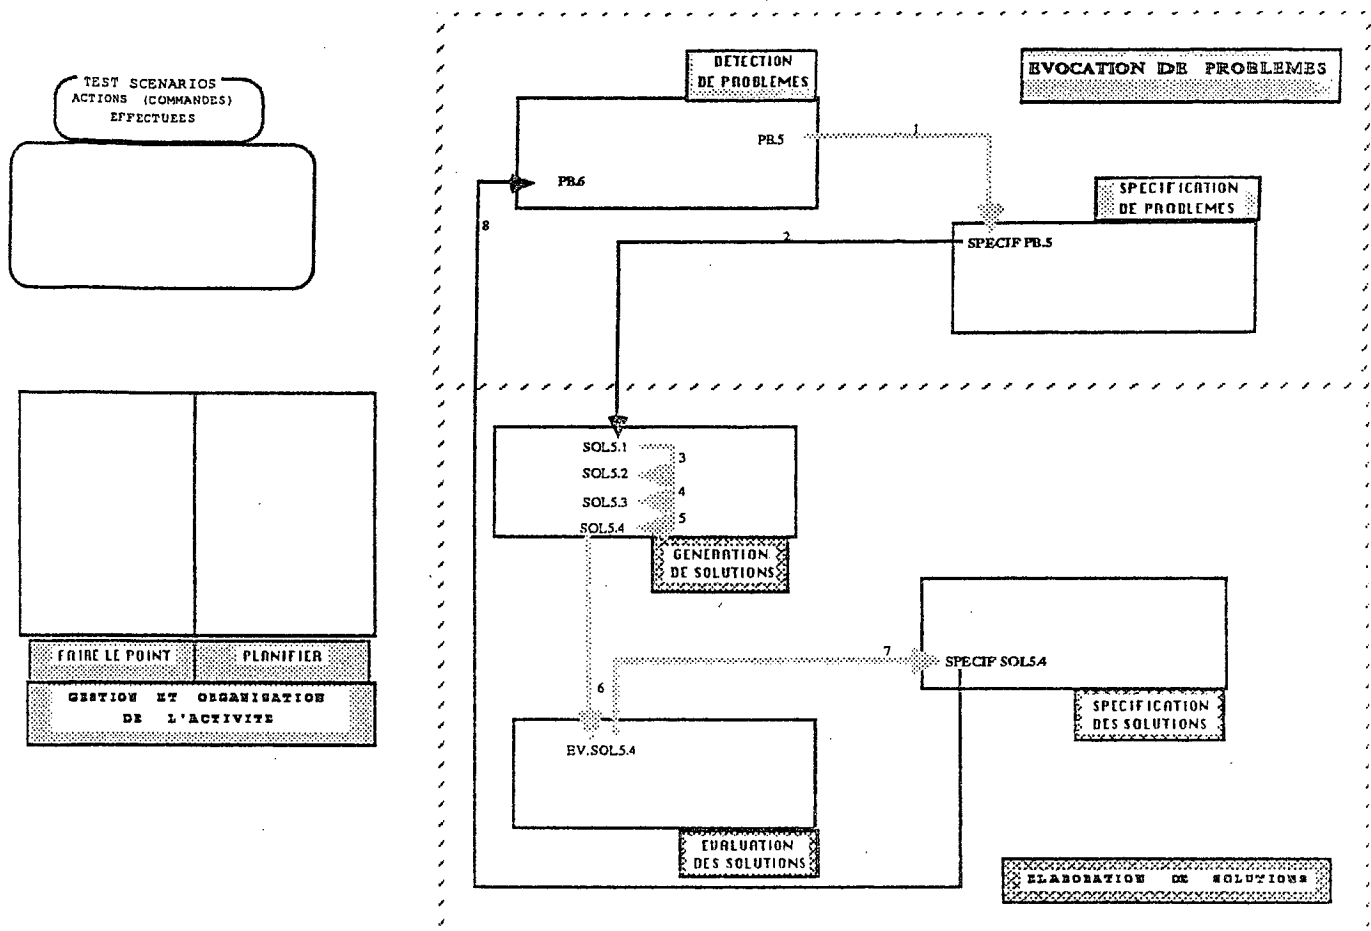 TEST SCENARIOS
ACTIONS (COMMANDES)
EFFECTUEES
DETECTION
DE PROBLEMES
EVOCATION DE PROBLEMES
PB.5
1
PB.6
SPECIFICATION
DE PROBLEMES
8
2
SPECIF PB.5
SOL5.1
3
SOL5.2
4
SOL5.3
5
SOL5.4
GENERATION
DE SOLUTIONS
FAIRE LE POINT
PLANIFIER
GESTION ET ORGANISATION
DE L'ACTIVITE
7
SPECIF SOL5.4
6
SPECIFICATION
DES SOLUTIONS
EV.SOL5.4
EVALUATION
DES SOLUTIONS
ELABORATION DE SOLUTIONS